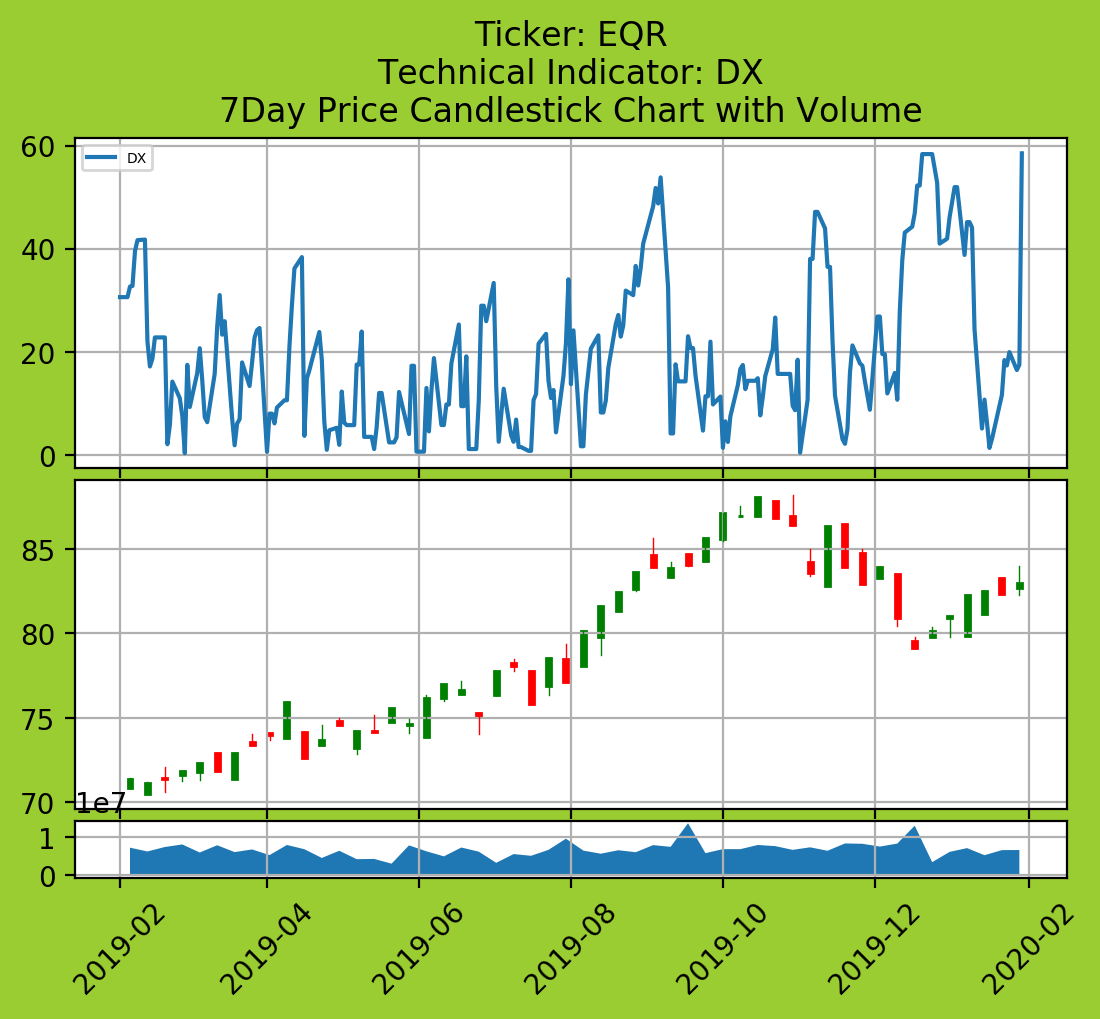 Ticker: EQR
Technical Indicator: DX
7Day Price Candlestick Chart with Volume
60
DX
40
20
0
85
80
75
70
1e7
1
0
2019-02 2019-04 2019-06 2019-08 2019-10 2019-12 2020-02